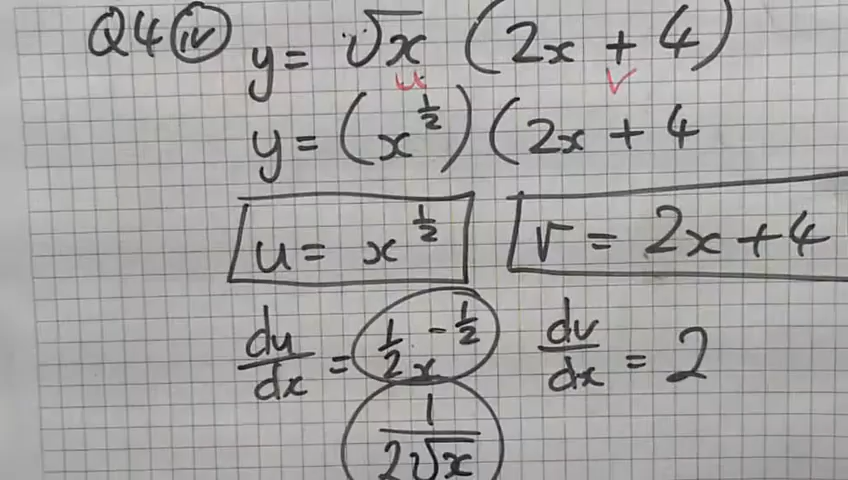 Q4 (iv) y = √x (2x + 4)
u v
y = (x^½) (2x + 4
u = x^½ v = 2x + 4
du/dx = ½x^-½ dv/dx = 2
1/(2√x)